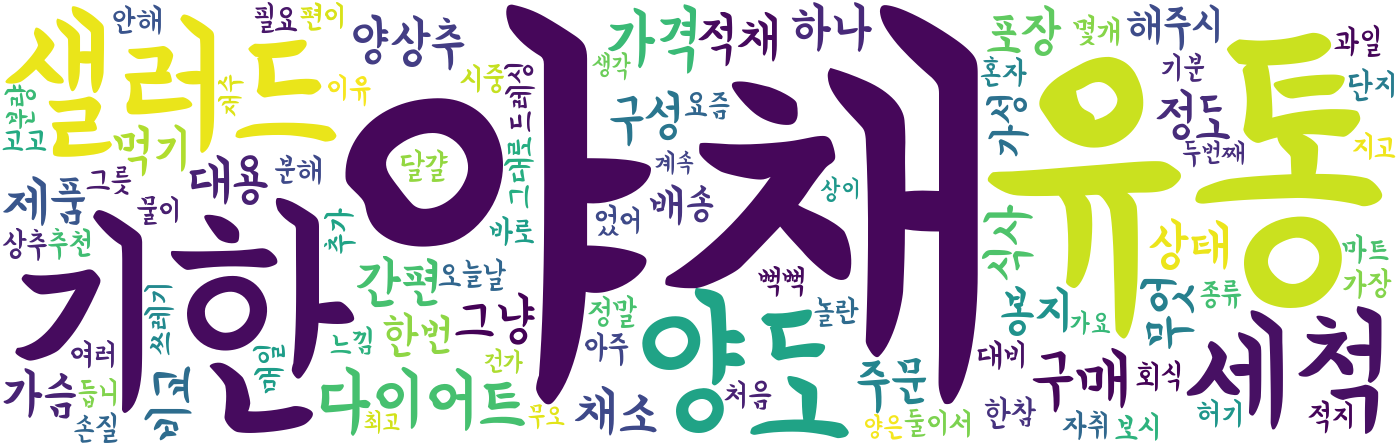 안해
필요
편이
샐러드
양상추
이유
시중
고고
먹기
대용
분해
그릇
제품
물이
상추
추천
추가
기한
야채
달걀
드레싱
그대로
바로
가격
적채
하나
생각
구성
요즘
계속
상이
배송
었어
포장
몇개
해주시
과일
혼자
기분
단지
가성
정도
두번째
지고
유통
식사
상태
마트
가장
종류
무엇
봉지
가요
뻑뻑
놀란
양도
정말
아주
처음
간편
오늘날
한번
그냥
느낌
건가
다이어트
최고
무오
채소
주문
양은
둘이서
대비
구매
회식
한참
자취
보시
세척
허기
적지
여러
쓰레기
매일
가슴
듭니
손질
비교